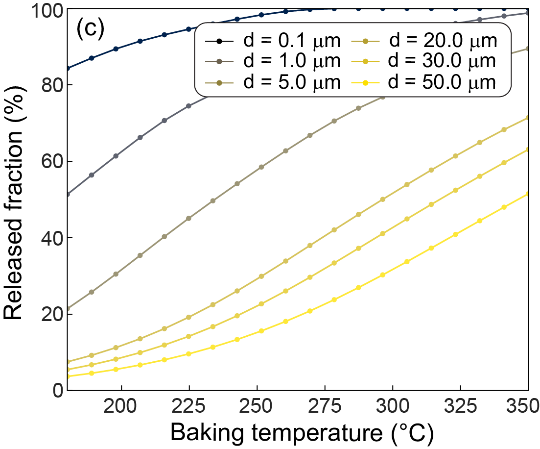 (c)
d = 0.1 μm
d = 20.0 μm
d = 1.0 μm
d = 30.0 μm
d = 5.0 μm
d = 50.0 μm
100
80
60
40
20
0
Released fraction (%)
200
225
250
275
300
325
350
Baking temperature (°C)